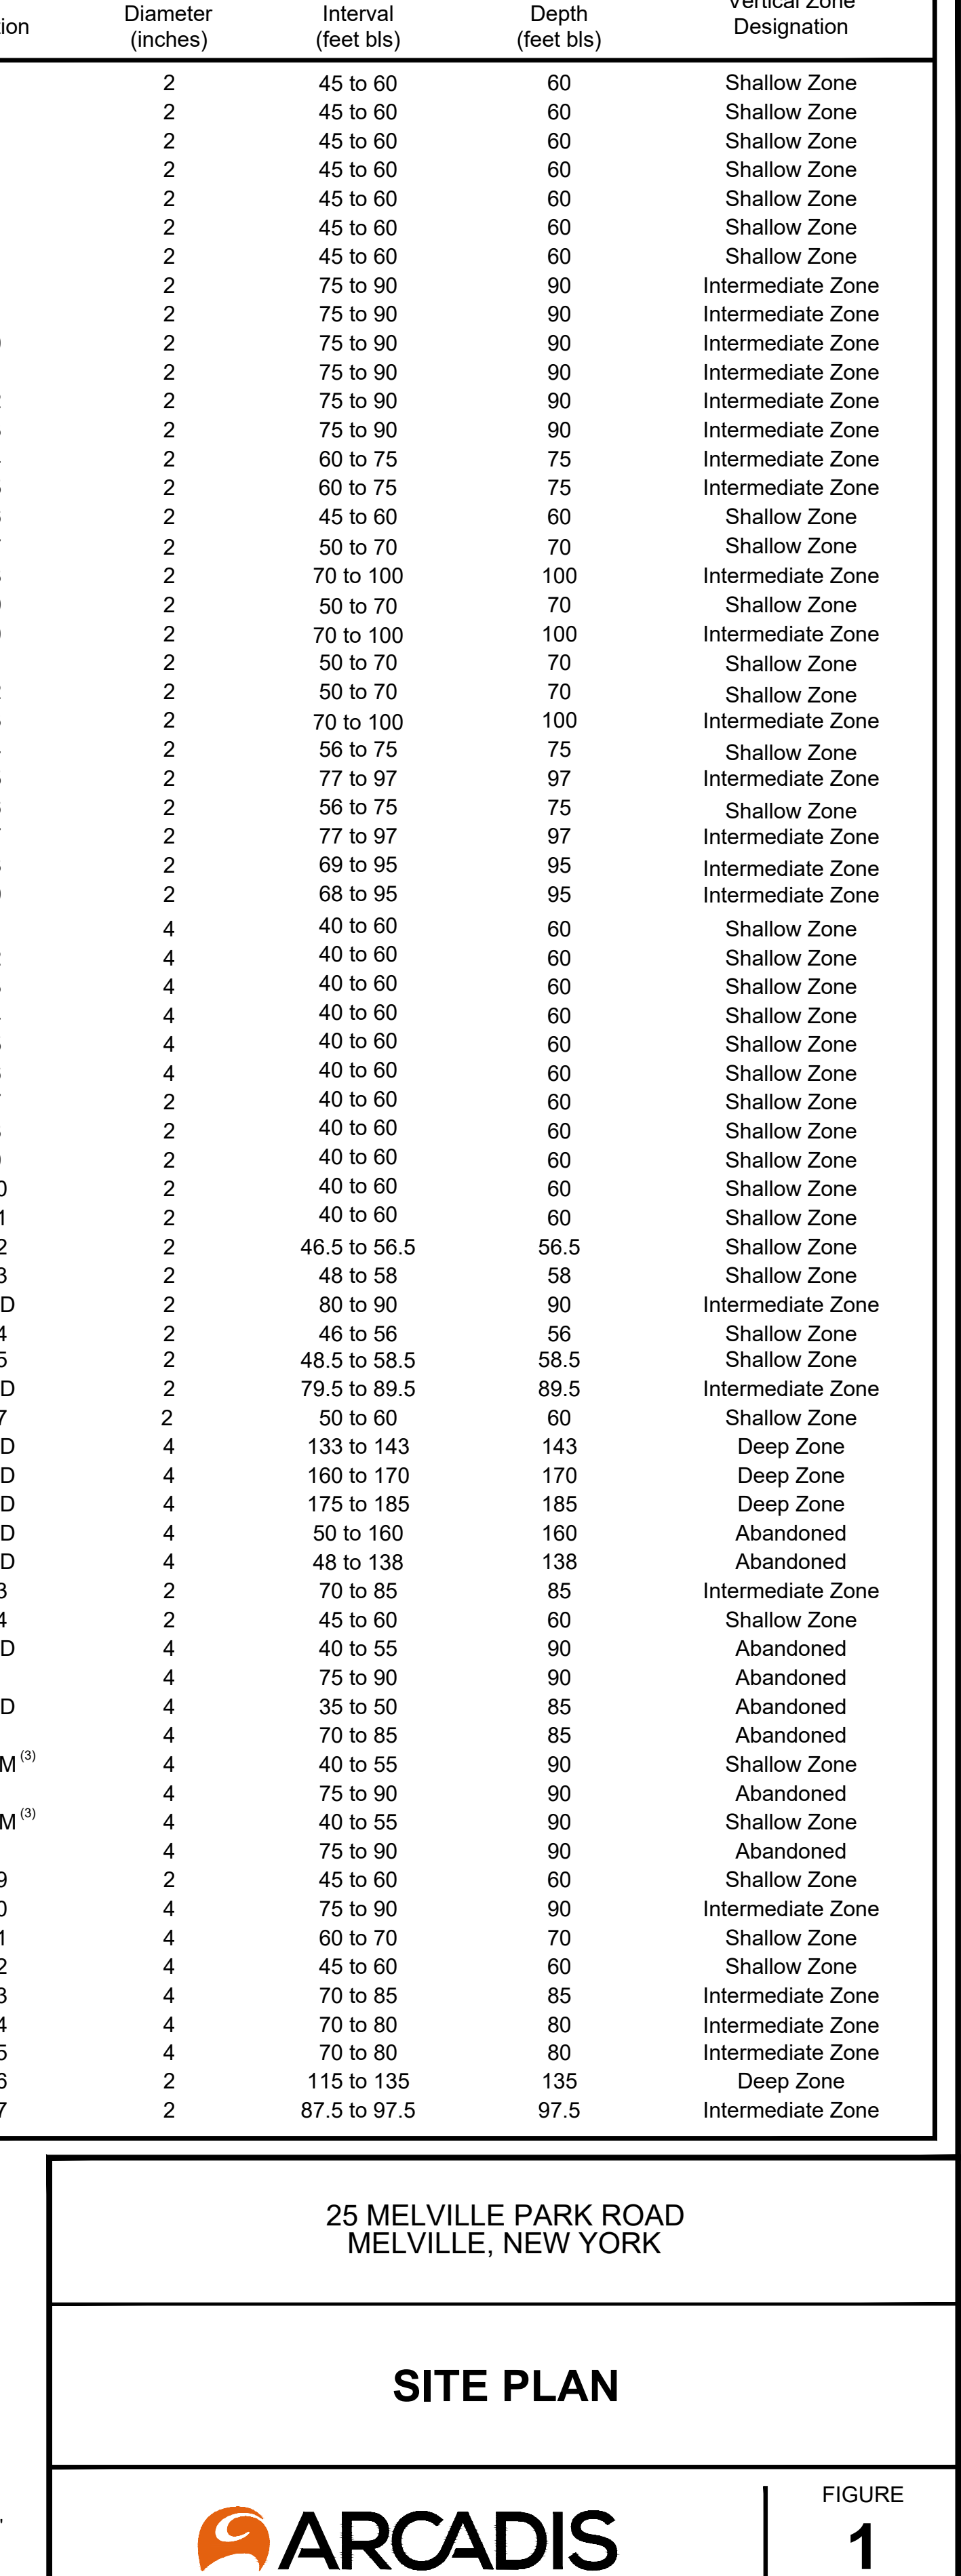 Diameter Interval Depth Vertical Zone
(inches) (feet bls) (feet bls) Designation
2 45 to 60 60 Shallow Zone
2 45 to 60 60 Shallow Zone
2 45 to 60 60 Shallow Zone
2 45 to 60 60 Shallow Zone
2 45 to 60 60 Shallow Zone
2 45 to 60 60 Shallow Zone
2 45 to 60 60 Shallow Zone
2 75 to 90 90 Intermediate Zone
2 75 to 90 90 Intermediate Zone
2 75 to 90 90 Intermediate Zone
2 75 to 90 90 Intermediate Zone
2 75 to 90 90 Intermediate Zone
2 75 to 90 90 Intermediate Zone
2 60 to 75 75 Intermediate Zone
2 60 to 75 75 Intermediate Zone
2 45 to 60 60 Shallow Zone
2 50 to 70 70 Shallow Zone
2 70 to 100 100 Intermediate Zone
2 50 to 70 70 Shallow Zone
2 70 to 100 100 Intermediate Zone
2 50 to 70 70 Shallow Zone
2 50 to 70 70 Shallow Zone
2 70 to 100 100 Intermediate Zone
2 56 to 75 75 Shallow Zone
2 77 to 97 97 Intermediate Zone
2 56 to 75 75 Shallow Zone
2 77 to 97 97 Intermediate Zone
2 69 to 95 95 Intermediate Zone
2 68 to 95 95 Intermediate Zone
4 40 to 60 60 Shallow Zone
4 40 to 60 60 Shallow Zone
4 40 to 60 60 Shallow Zone
4 40 to 60 60 Shallow Zone
4 40 to 60 60 Shallow Zone
4 40 to 60 60 Shallow Zone
2 40 to 60 60 Shallow Zone
2 40 to 60 60 Shallow Zone
2 40 to 60 60 Shallow Zone
0 2 40 to 60 60 Shallow Zone
1 2 40 to 60 60 Shallow Zone
2 2 46.5 to 56.5 56.5 Shallow Zone
3 2 48 to 58 58 Shallow Zone
D 2 80 to 90 90 Intermediate Zone
4 2 46 to 56 56 Shallow Zone
5 2 48.5 to 58.5 58.5 Shallow Zone
D 2 79.5 to 89.5 89.5 Intermediate Zone
7 2 50 to 60 60 Shallow Zone
D 4 133 to 143 143 Deep Zone
D 4 160 to 170 170 Deep Zone
D 4 175 to 185 185 Deep Zone
D 4 50 to 160 160 Abandoned
D 4 48 to 138 138 Abandoned
3 2 70 to 85 85 Intermediate Zone
4 2 45 to 60 60 Shallow Zone
D 4 40 to 55 90 Abandoned
4 75 to 90 90 Abandoned
D 4 35 to 50 85 Abandoned
4 70 to 85 85 Abandoned
M (3) 4 40 to 55 90 Shallow Zone
4 75 to 90 90 Abandoned
M (3) 4 40 to 55 90 Shallow Zone
4 75 to 90 90 Abandoned
9 2 45 to 60 60 Shallow Zone
0 4 75 to 90 90 Intermediate Zone
1 4 60 to 70 70 Shallow Zone
2 4 45 to 60 60 Shallow Zone
3 4 70 to 85 85 Intermediate Zone
4 4 70 to 80 80 Intermediate Zone
5 4 70 to 80 80 Intermediate Zone
6 2 115 to 135 135 Deep Zone
7 2 87.5 to 97.5 97.5 Intermediate Zone
25 MELVILLE PARK ROAD
MELVILLE, NEW YORK
SITE PLAN
ARCADIS
FIGURE
1